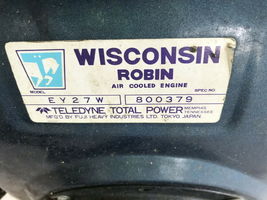 WISCONSIN
ROBIN
AIR COOLED ENGINE
MODEL SPEC NO.
EY27W 800379
TELEDYNE TOTAL POWER MEMPHIS TENNESSEE
MF'G'D BY FUJI HEAVY INDUSTRIES LTD. TOKYO JAPAN